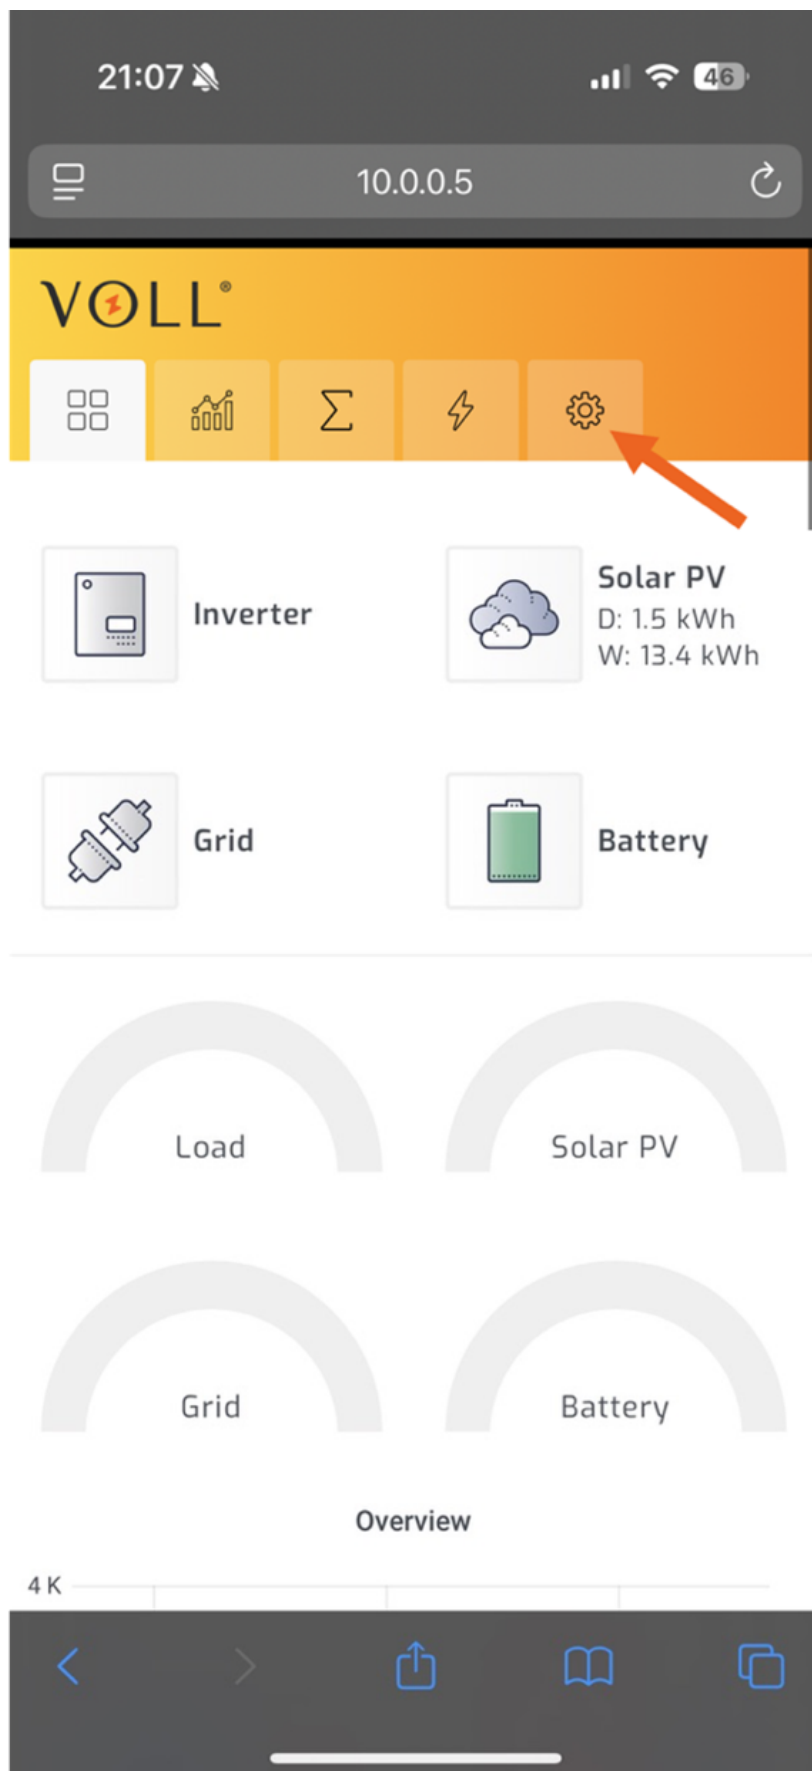 21:07
46
10.0.0.5
VOLL®
Inverter
Solar PV
D: 1.5 kWh
W: 13.4 kWh
Grid
Battery
Load
Solar PV
Grid
Battery
Overview
4 K